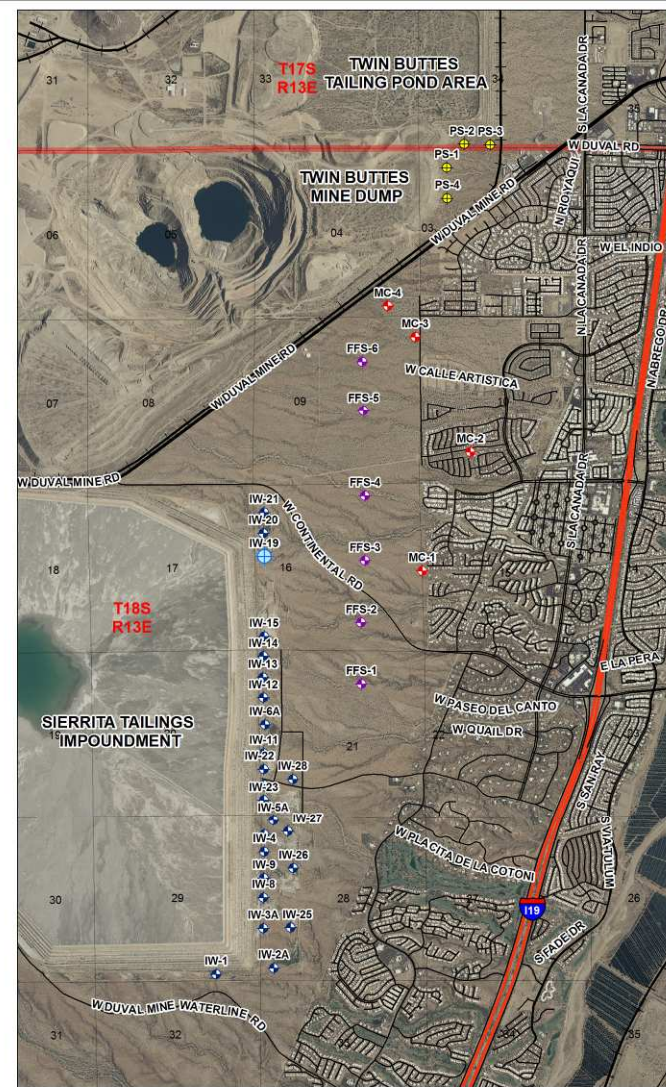 31
32
33
T17S
R13E
TWIN BUTTES
TAILING POND AREA
34
S LA CANADA DR
35
PS-2
PS-3
W DUVAL RD
PS-1
PS-4
TWIN BUTTES
MINE DUMP
N RIO YAQUI
06
05
04
03
W DUVAL MINE RD
N LA CANADA DR
W EL INDIO
N ABREGO DR
MC-4
MC-3
FFS-6
W CALLE ARTISTICA
W DUVAL MINE RD
07
08
09
FFS-5
MC-2
S LA CANADA DR
W DUVAL MINE RD
FFS-4
IW-21
IW-20
IW-19
W CONTINENTAL RD
18
17
16
FFS-3
MC-1
15
14
T18S
R13E
FFS-2
IW-15
IW-14
IW-13
IW-12
FFS-1
E LA PERA
W PASEO DEL CANTO
W QUAIL DR
IW-6A
SIERRITA TAILINGS
IMPOUNDMENT
19
20
21
22
23
IW-11
IW-22
IW-28
IW-23
IW-5A
IW-27
S SAN RAY
S VIA TULUM
IW-4
IW-26
W PLACITA DE LA COTONI
IW-9
IW-8
30
29
28
26
I19
IW-3A
IW-25
S FADE DR
IW-1
IW-2A
W DUVAL MINE WATERLINE RD
31
32
33
34
35